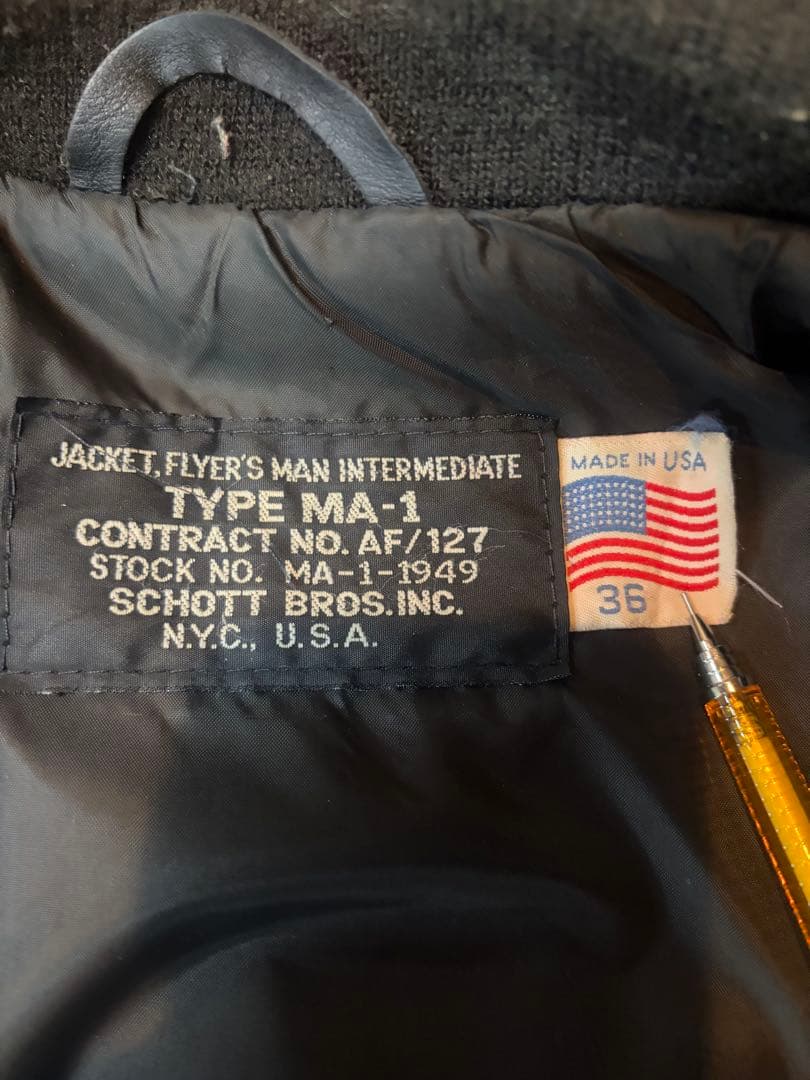 JACKET, FLYER'S MAN INTERMEDIATE
TYPE MA-1
CONTRACT NO. AF/127
STOCK NO. MA-1-1949
SCHOTT BROS. INC.
N.Y.C., U.S.A.
MADE IN USA
36